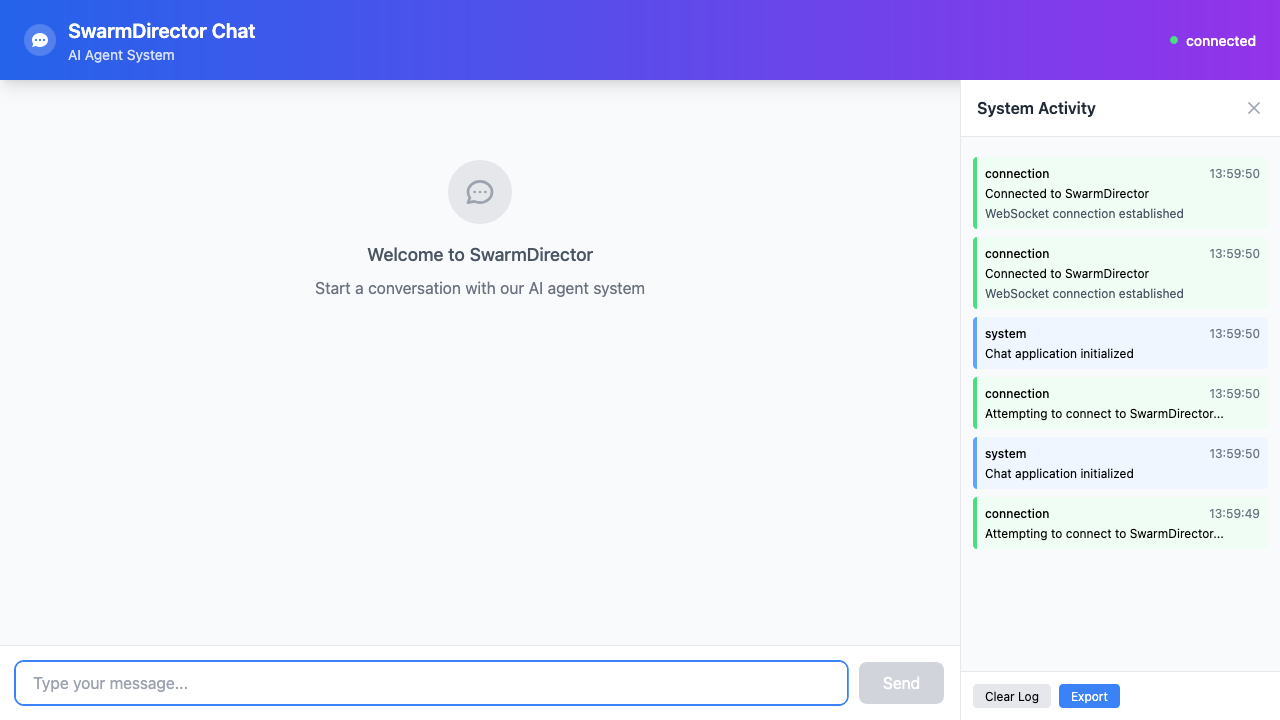 SwarmDirector Chat
AI Agent System
connected
Welcome to SwarmDirector
Start a conversation with our AI agent system
Type your message...
Send
System Activity
connection 13:59:50
Connected to SwarmDirector
WebSocket connection established
connection 13:59:50
Connected to SwarmDirector
WebSocket connection established
system 13:59:50
Chat application initialized
connection 13:59:50
Attempting to connect to SwarmDirector...
system 13:59:50
Chat application initialized
connection 13:59:49
Attempting to connect to SwarmDirector...
Clear Log Export